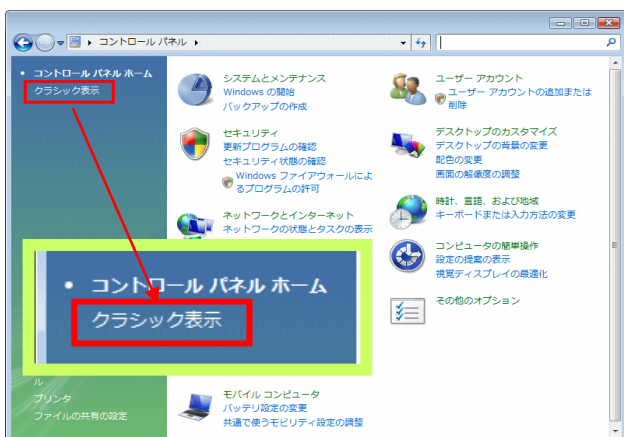 コントロール パネル
コントロール パネル ホーム
クラシック表示
システムとメンテナンス
Windows の開始
バックアップの作成
セキュリティ
更新プログラムの確認
セキュリティ状態の確認
Windows ファイアウォールによ
るプログラムの許可
ネットワークとインターネット
ネットワークの状態とタスクの表示
ユーザー アカウント
ユーザー アカウントの追加または
削除
デスクトップのカスタマイズ
デスクトップの背景の変更
配色の変更
画面の解像度の調整
時計、言語、および地域
キーボードまたは入力方法の変更
コンピュータの簡単操作
設定の提案の表示
視覚ディスプレイの最適化
その他のオプション
コントロール パネル ホーム
クラシック表示
ル
プリンタ
ファイルの共有の設定
モバイル コンピュータ
バッテリ設定の変更
共通で使うモビリティ設定の調整